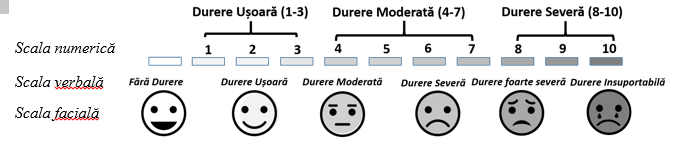 Durere Ușoară (1-3) Durere Moderată (4-7) Durere Severă (8-10)
Scala numerică 1 2 3 4 5 6 7 8 9 10
Scala verbală Fără Durere Durere Ușoară Durere Moderată Durere Severă Durere foarte severă Durere Insuportabilă
Scala facială